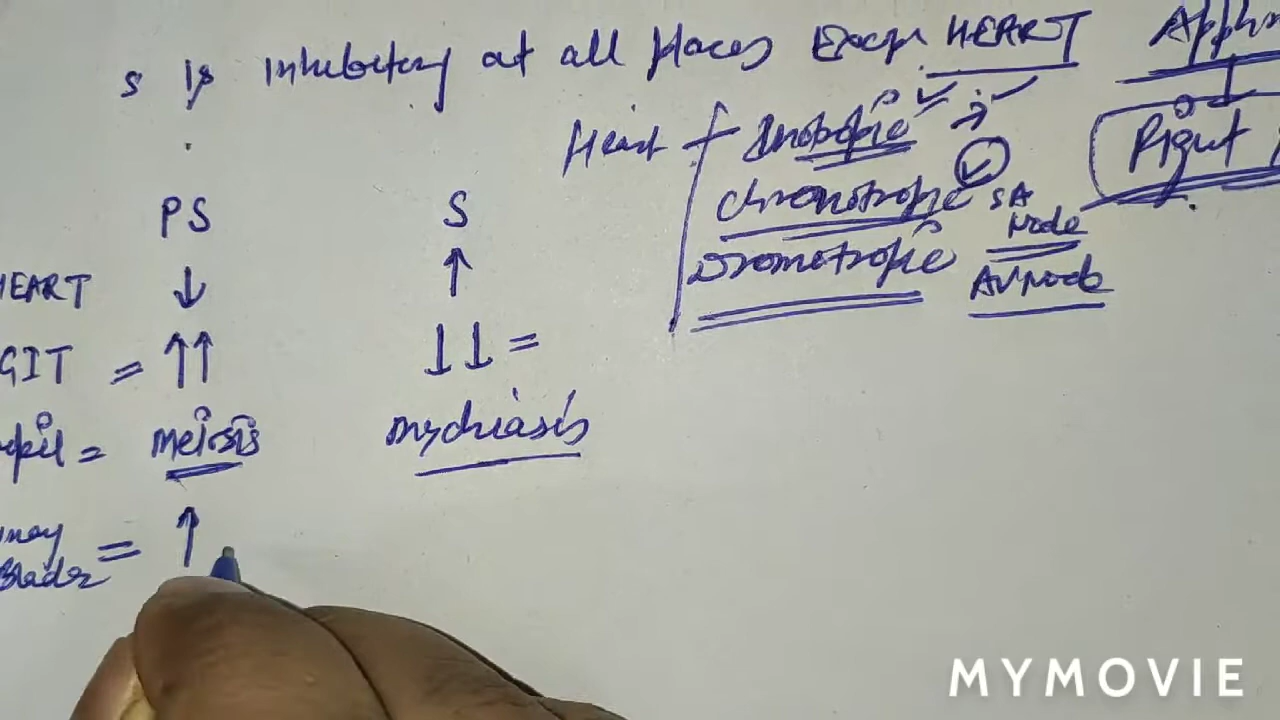 S is inhibitory at all places Except HEART
Heart + Inotropic
chronotropic SA Node
Dromotropic AV Node
Right
PS S
HEART ↓ ↑
GIT = ↑↑ ↓↓ =
= meiosis mydriasis
= ↑
MYMOVIE